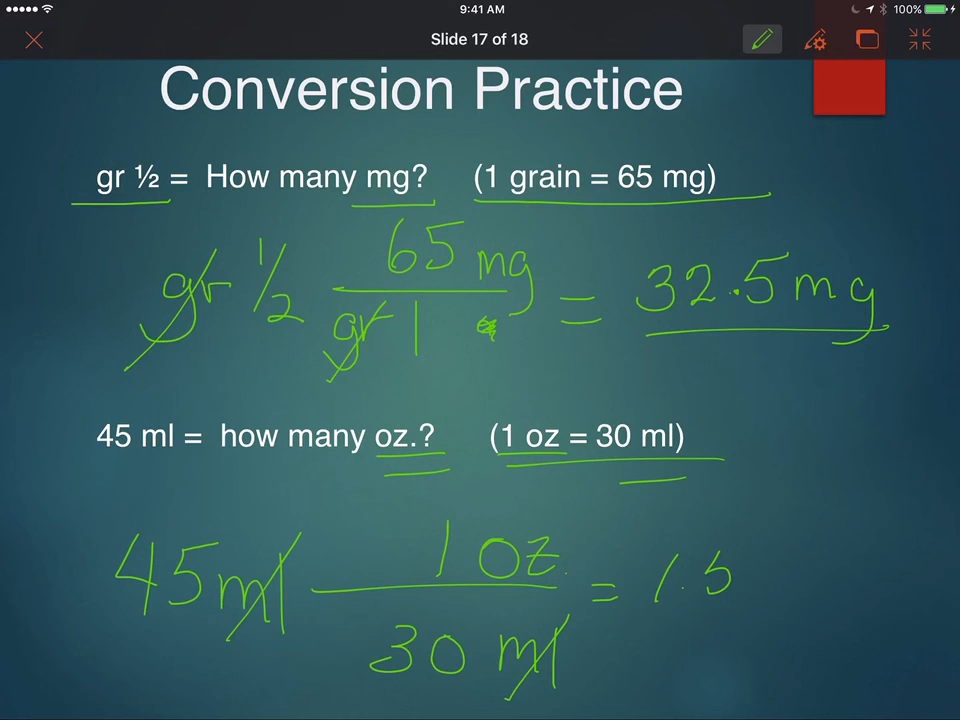 9:41 AM 100%
Slide 17 of 18
Conversion Practice
gr ½ = How many mg? (1 grain = 65 mg)
gr 1/2 65 mg = 32.5 mg
gr 1
45 ml = how many oz.? (1 oz = 30 ml)
45 ml 1 oz. = 1.5
30 ml